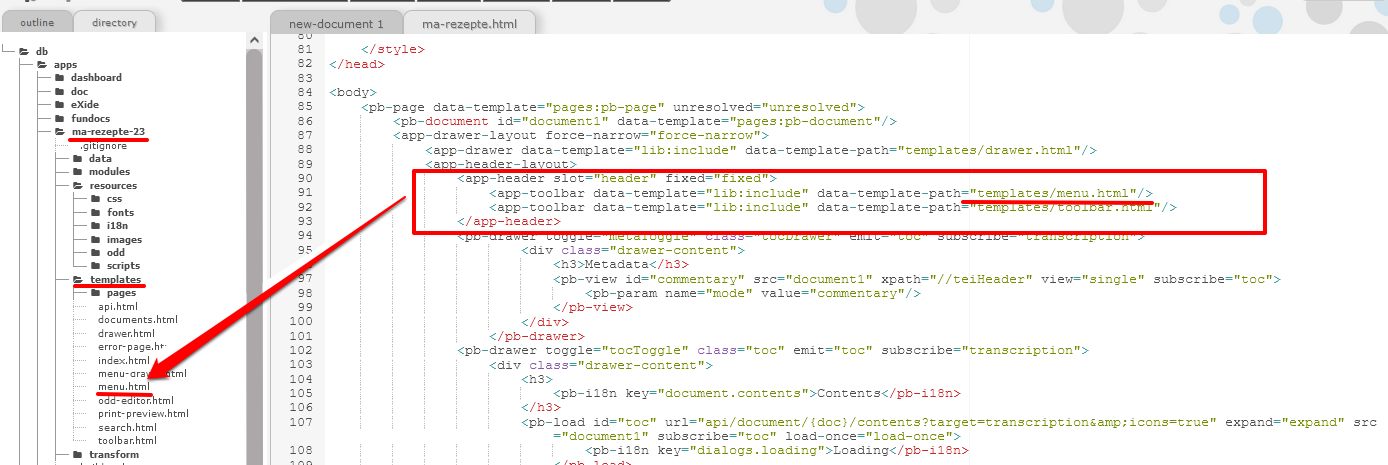 outline
directory
db
apps
dashboard
doc
eXide
fundocs
ma-rezepte-23
.gitignore
data
modules
resources
css
fonts
i18n
images
odd
scripts
templates
pages
api.html
documents.html
drawer.html
error-page.ht
index.html
menu.html
odd-editor.html
print-preview.html
search.html
toolbar.html
transform
new-document 1
ma-rezepte.html
80
81 </style>
82 </head>
83
84 <body>
85 <pb-page data-template="pages:pb-page" unresolved="unresolved">
86 <pb-document id="document1" data-template="pages:pb-document"/>
87 <app-drawer-layout force-narrow="force-narrow">
88 <app-drawer data-template="lib:include" data-template-path="templates/drawer.html"/>
89 <app-header-layout>
90 <app-header slot="header" fixed="fixed">
91 <app-toolbar data-template="lib:include" data-template-path="templates/menu.html"/>
92 <app-toolbar data-template="lib:include" data-template-path="templates/toolbar.html"/>
93 </app-header>
94 <pb-drawer toggle="metaToggle" class="tocDrawer" emit="toc" subscribe="transcription">
95 <div class="drawer-content">
96 <h3>Metadata</h3>
97 <pb-view id="commentary" src="document1" xpath="//teiHeader" view="single" subscribe="toc">
98 <pb-param name="mode" value="commentary"/>
99 </pb-view>
100 </div>
101 </pb-drawer>
102 <pb-drawer toggle="tocToggle" class="toc" emit="toc" subscribe="transcription">
103 <div class="drawer-content">
104 <h3>
105 <pb-i18n key="document.contents">Contents</pb-i18n>
106 </h3>
107 <pb-load id="toc" url="api/document/{doc}/contents?target=transcription&amp;icons=true" expand="expand" src
="document1" subscribe="toc" load-once="load-once">
108 <pb-i18n key="dialogs.loading">Loading</pb-i18n>
109 </pb-load>